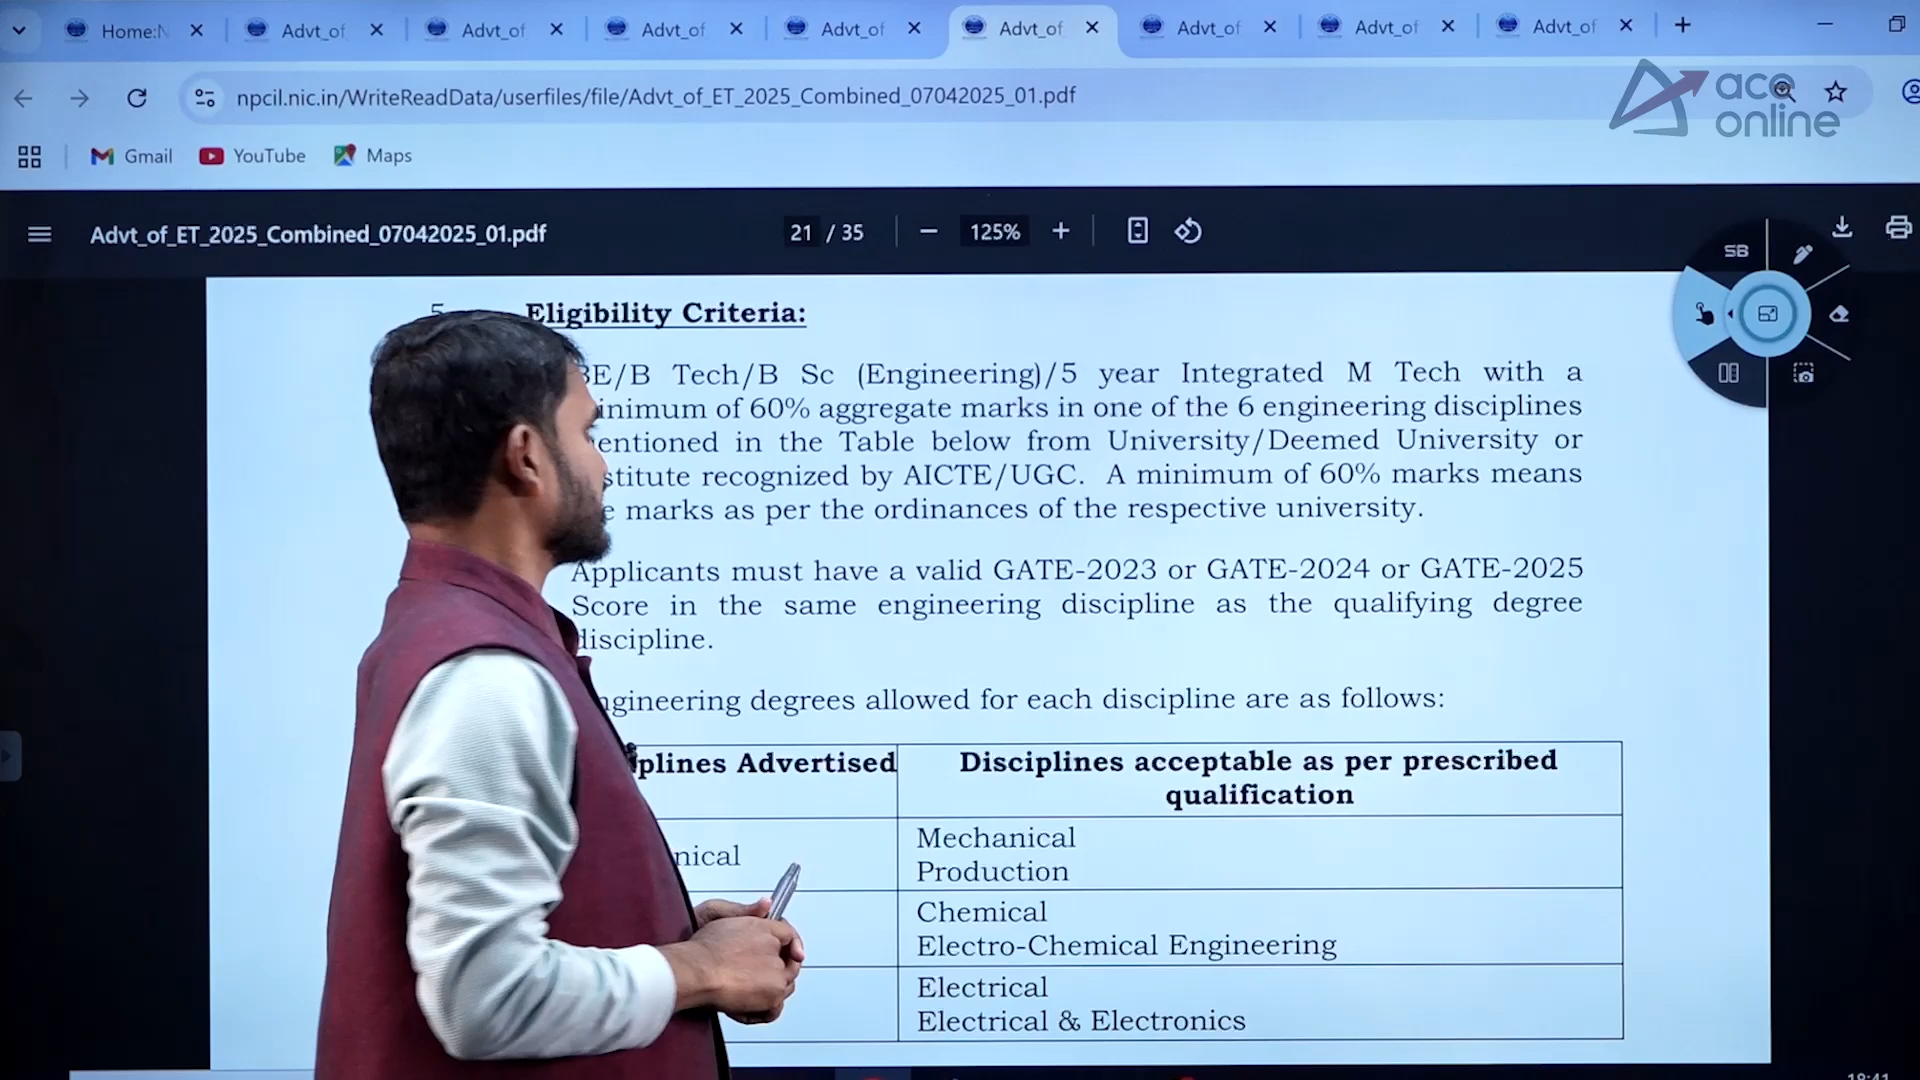 Home:N
Advt_of
Advt_of
Advt_of
Advt_of
Advt_of
Advt_of
Advt_of
Advt_of
npcil.nic.in/WriteReadData/userfiles/file/Advt_of_ET_2025_Combined_07042025_01.pdf
ace
online
Gmail
YouTube
Maps
Advt_of_ET_2025_Combined_07042025_01.pdf
21 / 35
125%
SB
5
Eligibility Criteria:
BE/B Tech/B Sc (Engineering)/5 year Integrated M Tech with a
inimum of 60% aggregate marks in one of the 6 engineering disciplines
entioned in the Table below from University/Deemed University or
stitute recognized by AICTE/UGC. A minimum of 60% marks means
e marks as per the ordinances of the respective university.
Applicants must have a valid GATE-2023 or GATE-2024 or GATE-2025
Score in the same engineering discipline as the qualifying degree
discipline.
ngineering degrees allowed for each discipline are as follows:
plines Advertised
Disciplines acceptable as per prescribed
qualification
nical
Mechanical
Production
Chemical
Electro-Chemical Engineering
Electrical
Electrical & Electronics